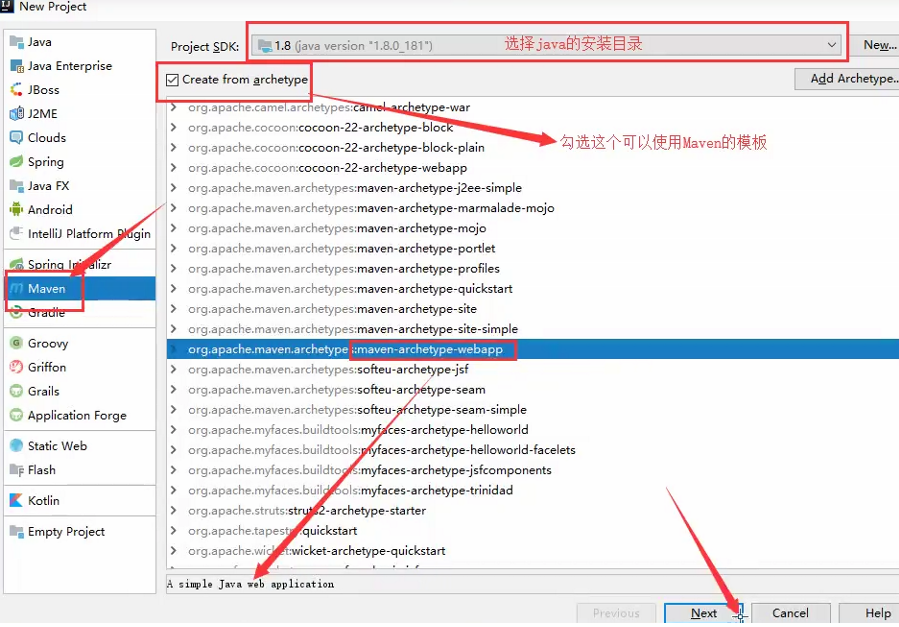 New Project
Java
Java Enterprise
JBoss
J2ME
Clouds
Spring
Java FX
Android
IntelliJ Platform Plugin
Spring Initializr
Maven
Gradle
Groovy
Griffon
Grails
Application Forge
Static Web
Flash
Kotlin
Empty Project
Project SDK: 1.8 (java version "1.8.0_181") 选择java的安装目录 New...
Create from archetype Add Archetype...
org.apache.camel.archetypes:camel-archetype-war
org.apache.cocoon:cocoon-22-archetype-block
勾选这个可以使用Maven的模板
org.apache.cocoon:cocoon-22-archetype-block-plain
org.apache.cocoon:cocoon-22-archetype-webapp
org.apache.maven.archetypes:maven-archetype-j2ee-simple
org.apache.maven.archetypes:maven-archetype-marmalade-mojo
org.apache.maven.archetypes:maven-archetype-mojo
org.apache.maven.archetypes:maven-archetype-portlet
org.apache.maven.archetypes:maven-archetype-profiles
org.apache.maven.archetypes:maven-archetype-quickstart
org.apache.maven.archetypes:maven-archetype-site
org.apache.maven.archetypes:maven-archetype-site-simple
org.apache.maven.archetypes:maven-archetype-webapp
org.apache.maven.archetypes:softeu-archetype-jsf
org.apache.maven.archetypes:softeu-archetype-seam
org.apache.maven.archetypes:softeu-archetype-seam-simple
org.apache.myfaces.buildtools:myfaces-archetype-helloworld
org.apache.myfaces.buildtools:myfaces-archetype-helloworld-facelets
org.apache.myfaces.buildtools:myfaces-archetype-jsfcomponents
org.apache.myfaces.buildtools:myfaces-archetype-trinidad
org.apache.struts:struts2-archetype-starter
org.apache.tapestry:quickstart
org.apache.wicket:wicket-archetype-quickstart
A simple Java web application
Previous Next Cancel Help